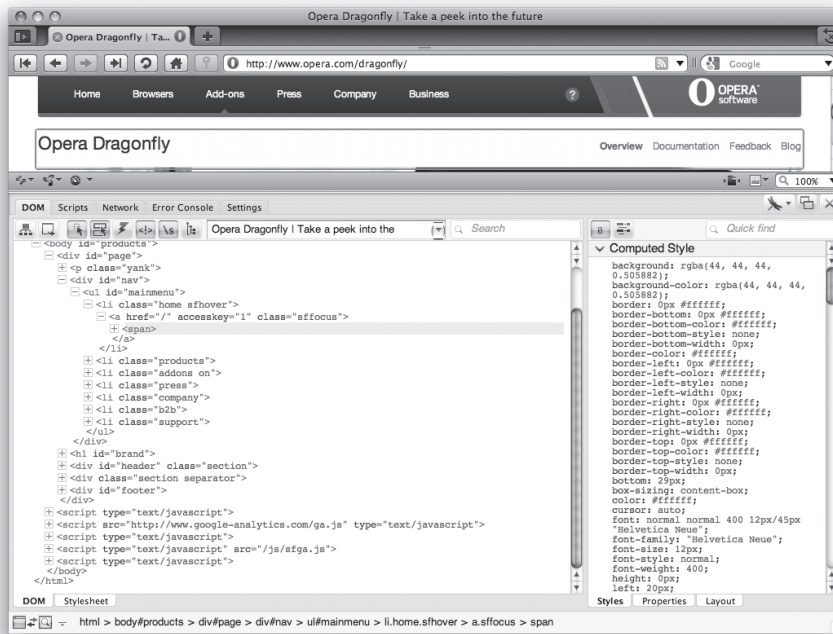 Opera Dragonfly | Take a peek into the future
Opera Dragonfly | Ta...
http://www.opera.com/dragonfly/
Google
Home Browsers Add-ons Press Company Business
?
OPERA™
software
Opera Dragonfly
Overview Documentation Feedback Blog
100%
DOM Scripts Network Error Console Settings
Opera Dragonfly | Take a peek into the
Search
Quick find
<body id="products">
<div id="page">
<p class="yank">
<div id="nav">
<ul id="mainmenu">
<li class="home sfhover">
<a href="/" accesskey="1" class="sffocus">
<span>
</a>
</li>
<li class="products">
<li class="addons on">
<li class="press">
<li class="company">
<li class="b2b">
<li class="support">
</ul>
</div>
<h1 id="brand">
<div id="header" class="section">
<div class="section separator">
<div id="footer">
</div>
<script type="text/javascript">
<script src="http://www.google-analytics.com/ga.js" type="text/javascript">
<script type="text/javascript">
<script type="text/javascript" src="/js/sfga.js">
<script type="text/javascript">
</body>
</html>
Computed Style
background: rgba(44, 44, 44,
0.505882);
background-color: rgba(44, 44, 44,
0.505882);
border: 0px #ffffff;
border-bottom: 0px #ffffff;
border-bottom-color: #ffffff;
border-bottom-style: none;
border-bottom-width: 0px;
border-color: #ffffff;
border-left: 0px #ffffff;
border-left-color: #ffffff;
border-left-style: none;
border-left-width: 0px;
border-right: 0px #ffffff;
border-right-color: #ffffff;
border-right-style: none;
border-right-width: 0px;
border-top: 0px #ffffff;
border-top-color: #ffffff;
border-top-style: none;
border-top-width: 0px;
bottom: 29px;
box-sizing: content-box;
color: #ffffff;
cursor: auto;
font: normal normal 400 12px/45px
"Helvetica Neue";
font-family: "Helvetica Neue";
font-size: 12px;
font-style: normal;
font-weight: 400;
height: 0px;
left: 20px;
DOM Stylesheet
Styles Properties Layout
html > body#products > div#page > div#nav > ul#mainmenu > li.home.sfhover > a.sffocus > span